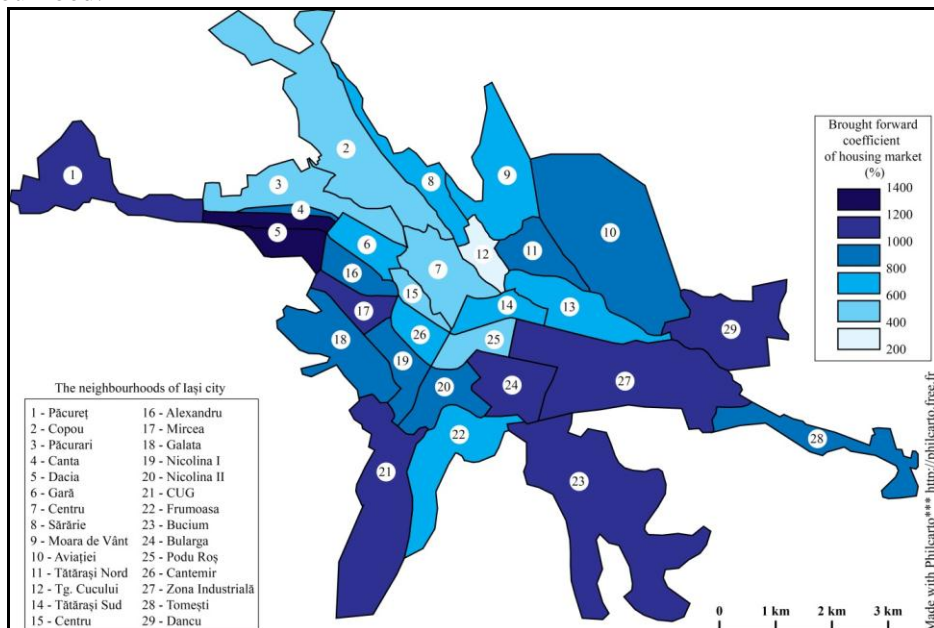 1
2
3
4
5
6
7
8
9
10
11
12
13
14
15
16
17
18
19
20
21
22
23
24
25
26
27
28
29
Brought forward
coefficient
of housing market
(%)
1400
1200
1000
800
600
400
200
The neighbourhoods of Iași city
1 - Păcureț
2 - Copou
3 - Păcurari
4 - Canta
5 - Dacia
6 - Gară
7 - Centru
8 - Sărărie
9 - Moara de Vânt
10 - Aviației
11 - Tătărași Nord
12 - Tg. Cucului
14 - Tătărași Sud
15 - Centru
16 - Alexandru
17 - Mircea
18 - Galata
19 - Nicolina I
20 - Nicolina II
21 - CUG
22 - Frumoasa
23 - Bucium
24 - Bularga
25 - Podu Roș
26 - Cantemir
27 - Zona Industrială
28 - Tomești
29 - Dancu
0 1 km 2 km 3 km
Made with Philcarto*** http://philcarto.free.fr